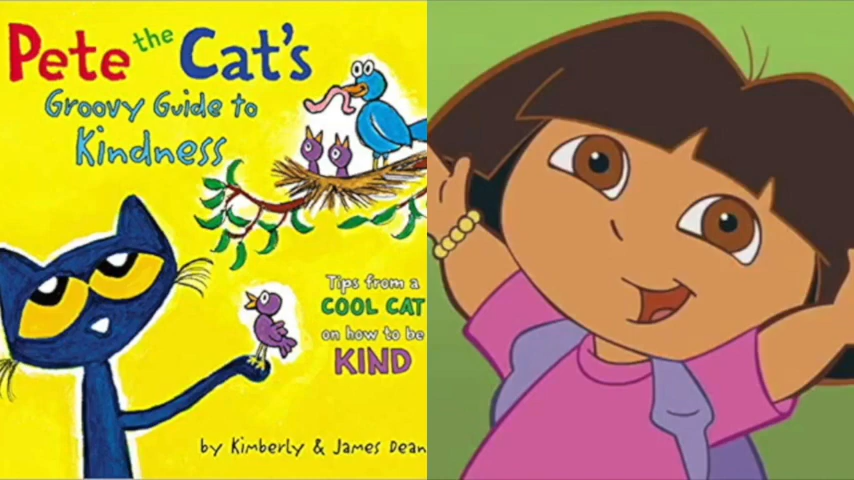 Pete the Cat's
Groovy Guide to
Kindness
Tips from a
COOL CAT
on how to be
KIND
by Kimberly & James Dean